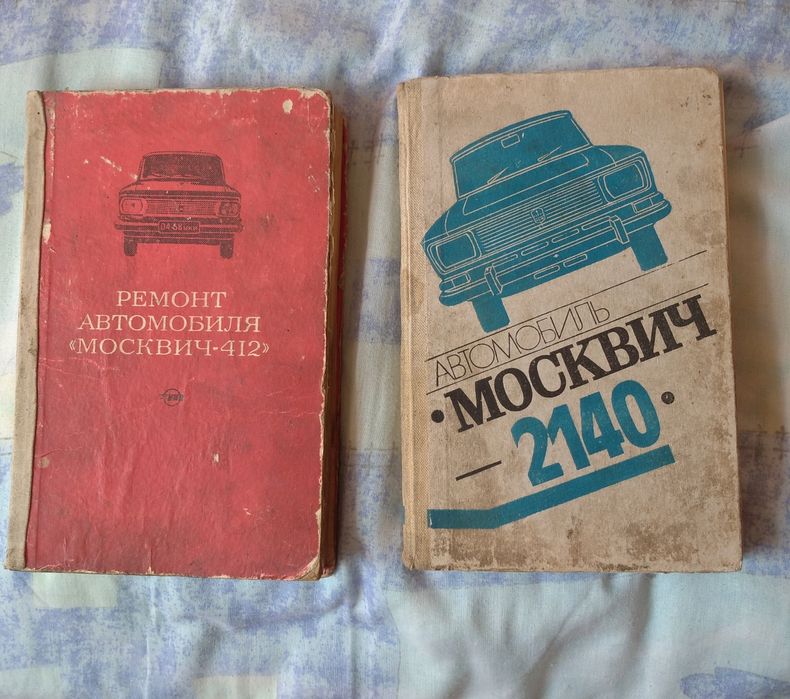 РЕМОНТ
АВТОМОБИЛЯ
«МОСКВИЧ-412»
АВТОМОБИЛЬ
·МОСКВИЧ·
—2140